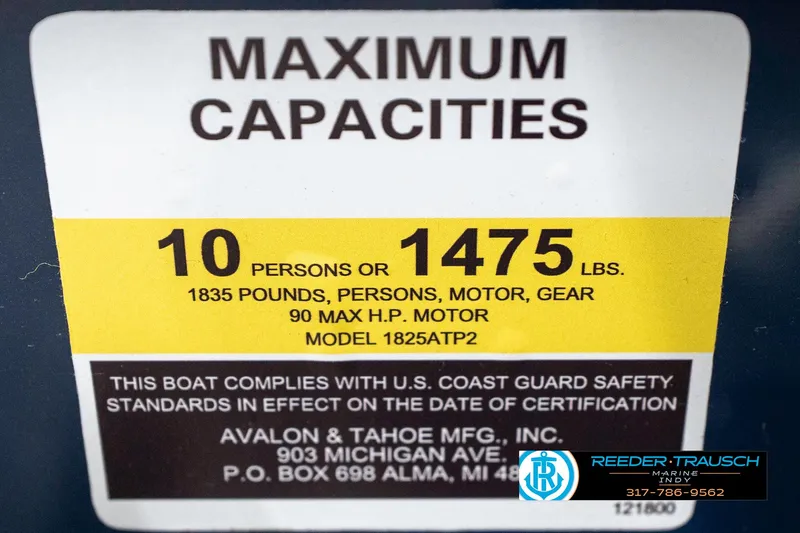 MAXIMUM
CAPACITIES
10 PERSONS OR 1475 LBS.
1835 POUNDS, PERSONS, MOTOR, GEAR
90 MAX H.P. MOTOR
MODEL 1825ATP2
THIS BOAT COMPLIES WITH U.S. COAST GUARD SAFETY
STANDARDS IN EFFECT ON THE DATE OF CERTIFICATION
AVALON & TAHOE MFG., INC.
903 MICHIGAN AVE.
P.O. BOX 698 ALMA, MI
REEDER-TRAUSCH
MARINE
INDY
317-786-9562
121800